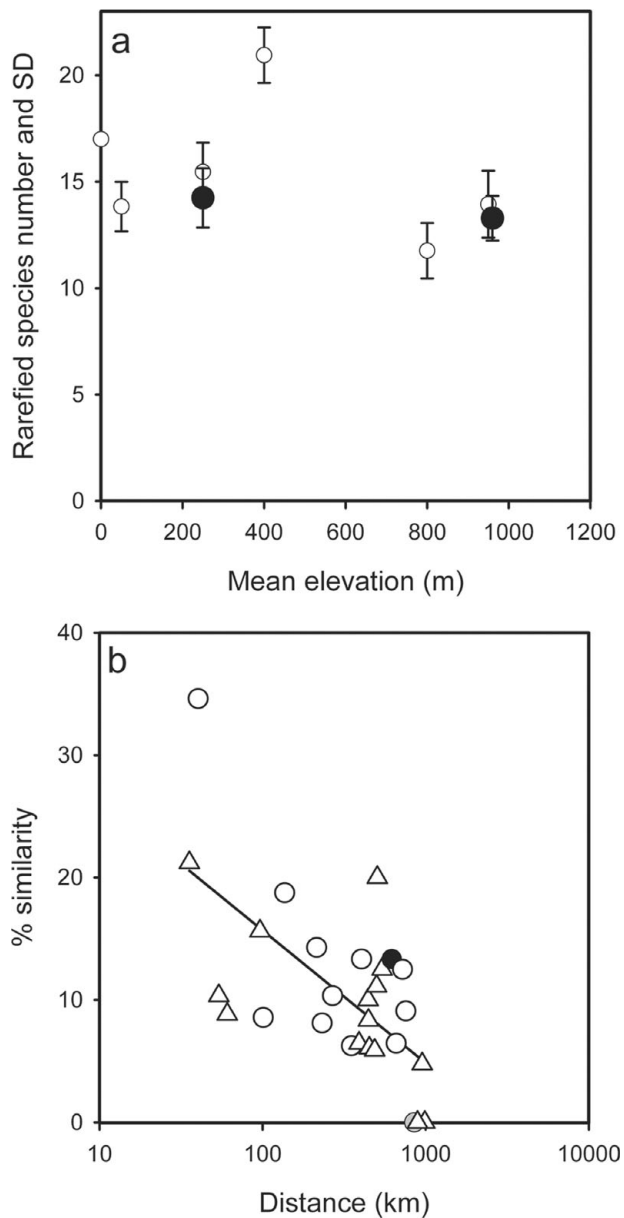 a
Rarefied species number and SD
20
15
10
5
0
0 200 400 600 800 1000 1200
Mean elevation (m)
b
% similarity
40
30
20
10
0
10 100 1000 10000
Distance (km)